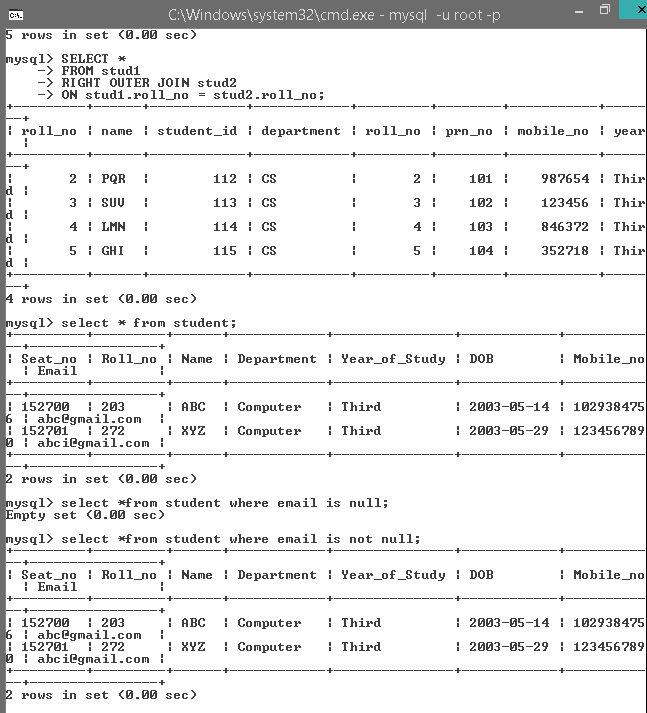 C:\Windows\system32\cmd.exe - mysql -u root -p
5 rows in set (0.00 sec)
mysql> SELECT *
    -> FROM stud1
    -> RIGHT OUTER JOIN stud2
    -> ON stud1.roll_no = stud2.roll_no;
+---------+------+------------+------------+---------+--------+-----------+-----
--+
| roll_no | name | student_id | department | roll_no | prn_no | mobile_no | year
  |
+---------+------+------------+------------+---------+--------+-----------+-----
--+
|       2 | PQR  |        112 | CS         |       2 |    101 |    987654 | Thir
d |
|       3 | SUV  |        113 | CS         |       3 |    102 |    123456 | Thir
d |
|       4 | LMN  |        114 | CS         |       4 |    103 |    846372 | Thir
d |
|       5 | GHI  |        115 | CS         |       5 |    104 |    352718 | Thir
d |
+---------+------+------------+------------+---------+--------+-----------+-----
--+
4 rows in set (0.00 sec)
mysql> select * from student;
+---------+---------+------+------------+---------------+------------+----------
--+----------------+
| Seat_no | Roll_no | Name | Department | Year_of_Study | DOB        | Mobile_no
  | Email          |
+---------+---------+------+------------+---------------+------------+----------
--+----------------+
| 152700  | 203     | ABC  | Computer   | Third         | 2003-05-14 | 102938475
6 | abc@gmail.com  |
| 152701  | 272     | XYZ  | Computer   | Third         | 2003-05-29 | 123456789
0 | abci@gmail.com |
+---------+---------+------+------------+---------------+------------+----------
--+----------------+
2 rows in set (0.00 sec)
mysql> select *from student where email is null;
Empty set (0.00 sec)
mysql> select *from student where email is not null;
+---------+---------+------+------------+---------------+------------+----------
--+----------------+
| Seat_no | Roll_no | Name | Department | Year_of_Study | DOB        | Mobile_no
  | Email          |
+---------+---------+------+------------+---------------+------------+----------
--+----------------+
| 152700  | 203     | ABC  | Computer   | Third         | 2003-05-14 | 102938475
6 | abc@gmail.com  |
| 152701  | 272     | XYZ  | Computer   | Third         | 2003-05-29 | 123456789
0 | abci@gmail.com |
+---------+---------+------+------------+---------------+------------+----------
--+----------------+
2 rows in set (0.00 sec)